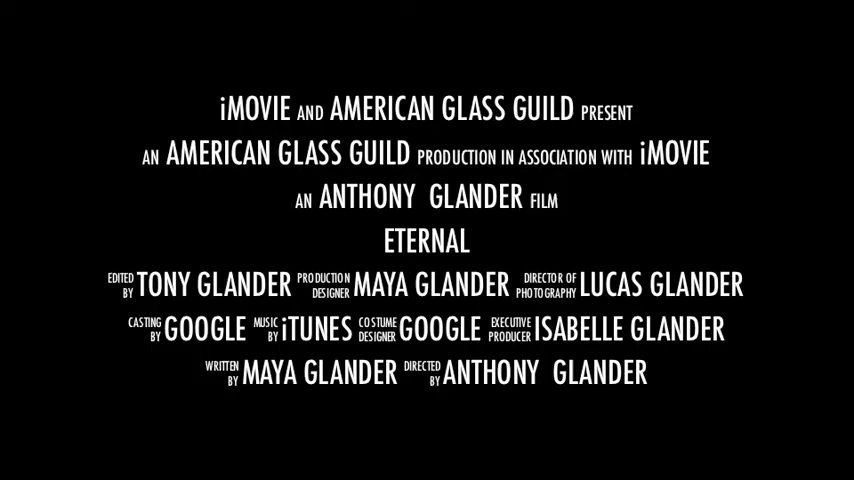 iMOVIE AND AMERICAN GLASS GUILD PRESENT
AN AMERICAN GLASS GUILD PRODUCTION IN ASSOCIATION WITH iMOVIE
AN ANTHONY GLANDER FILM
ETERNAL
EDITED BY TONY GLANDER PRODUCTION DESIGNER MAYA GLANDER DIRECTOR OF PHOTOGRAPHY LUCAS GLANDER
CASTING BY GOOGLE MUSIC BY iTUNES COSTUME DESIGNER GOOGLE EXECUTIVE PRODUCER ISABELLE GLANDER
WRITTEN BY MAYA GLANDER DIRECTED BY ANTHONY GLANDER